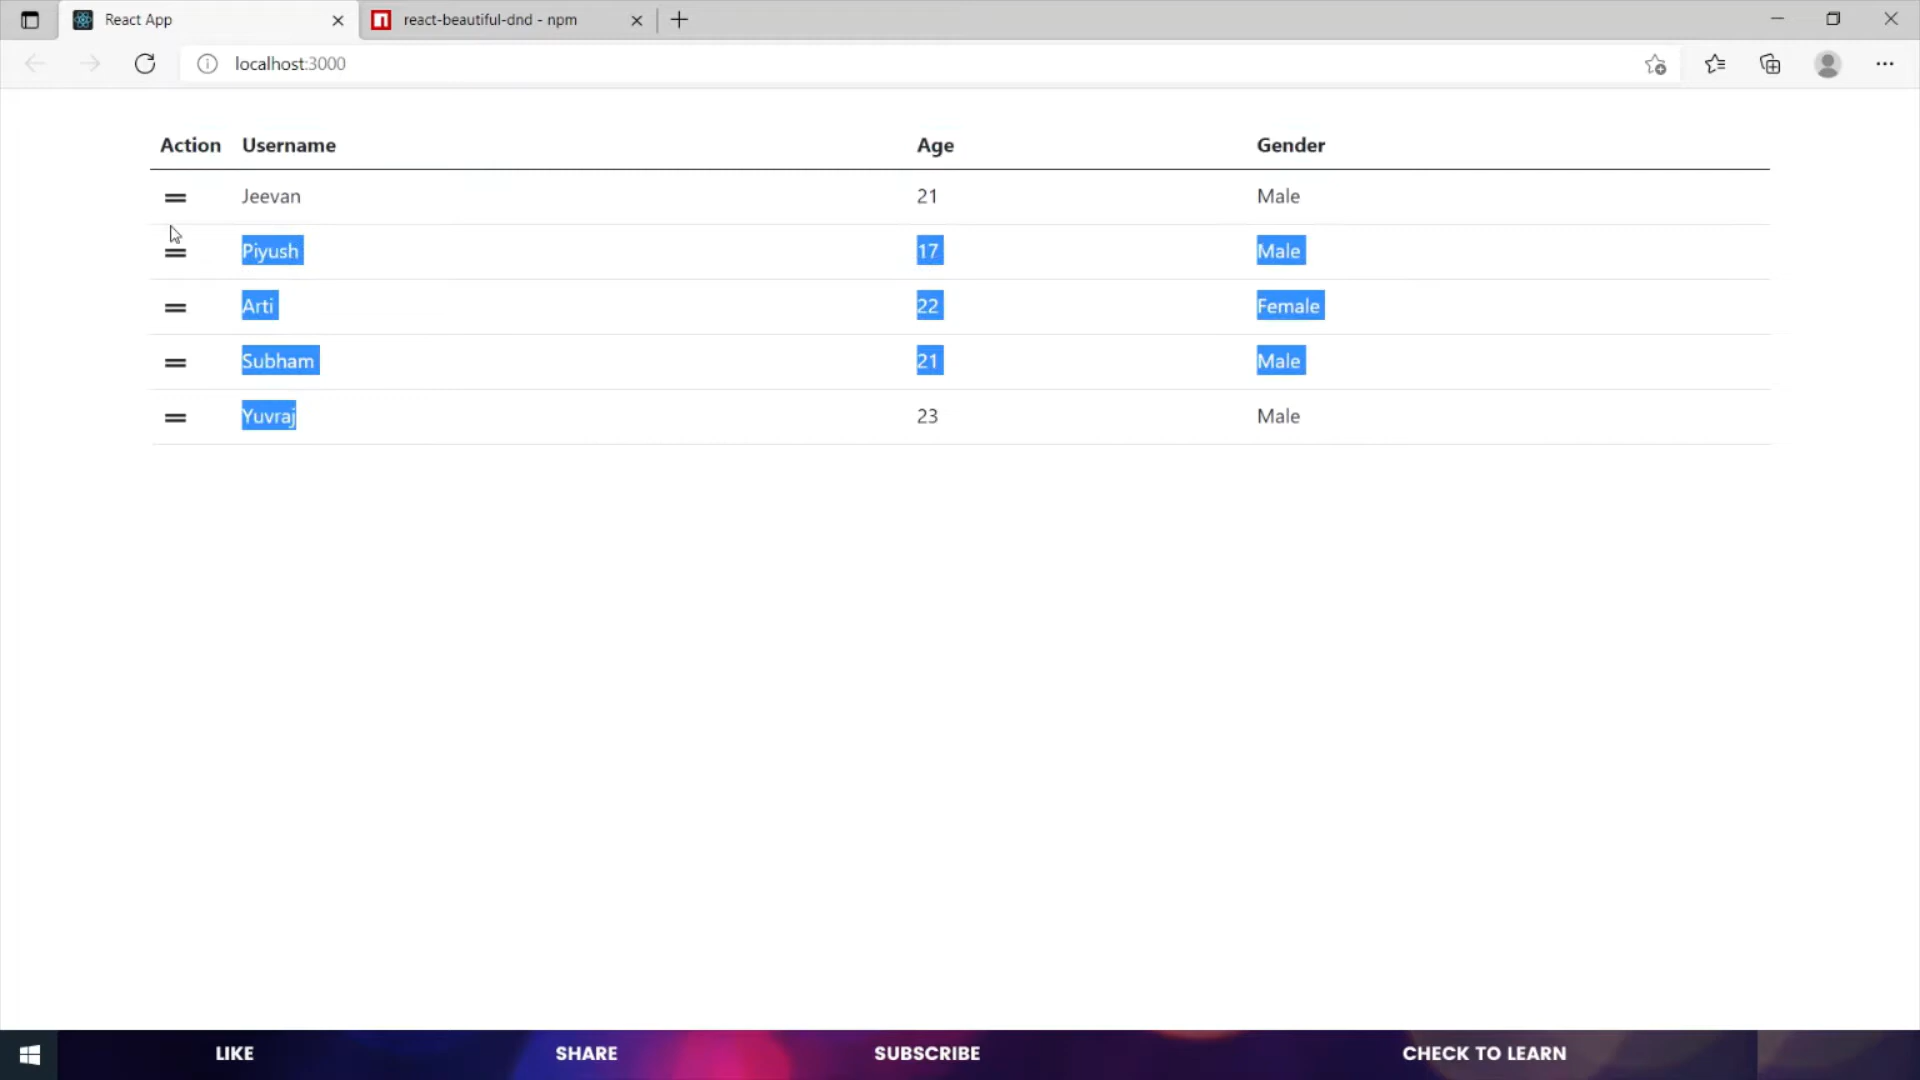 React App
react-beautiful-dnd - npm
localhost:3000
Action Username Age Gender
Jeevan 21 Male
Piyush 17 Male
Arti 22 Female
Subham 21 Male
Yuvraj 23 Male
LIKE SHARE SUBSCRIBE CHECK TO LEARN